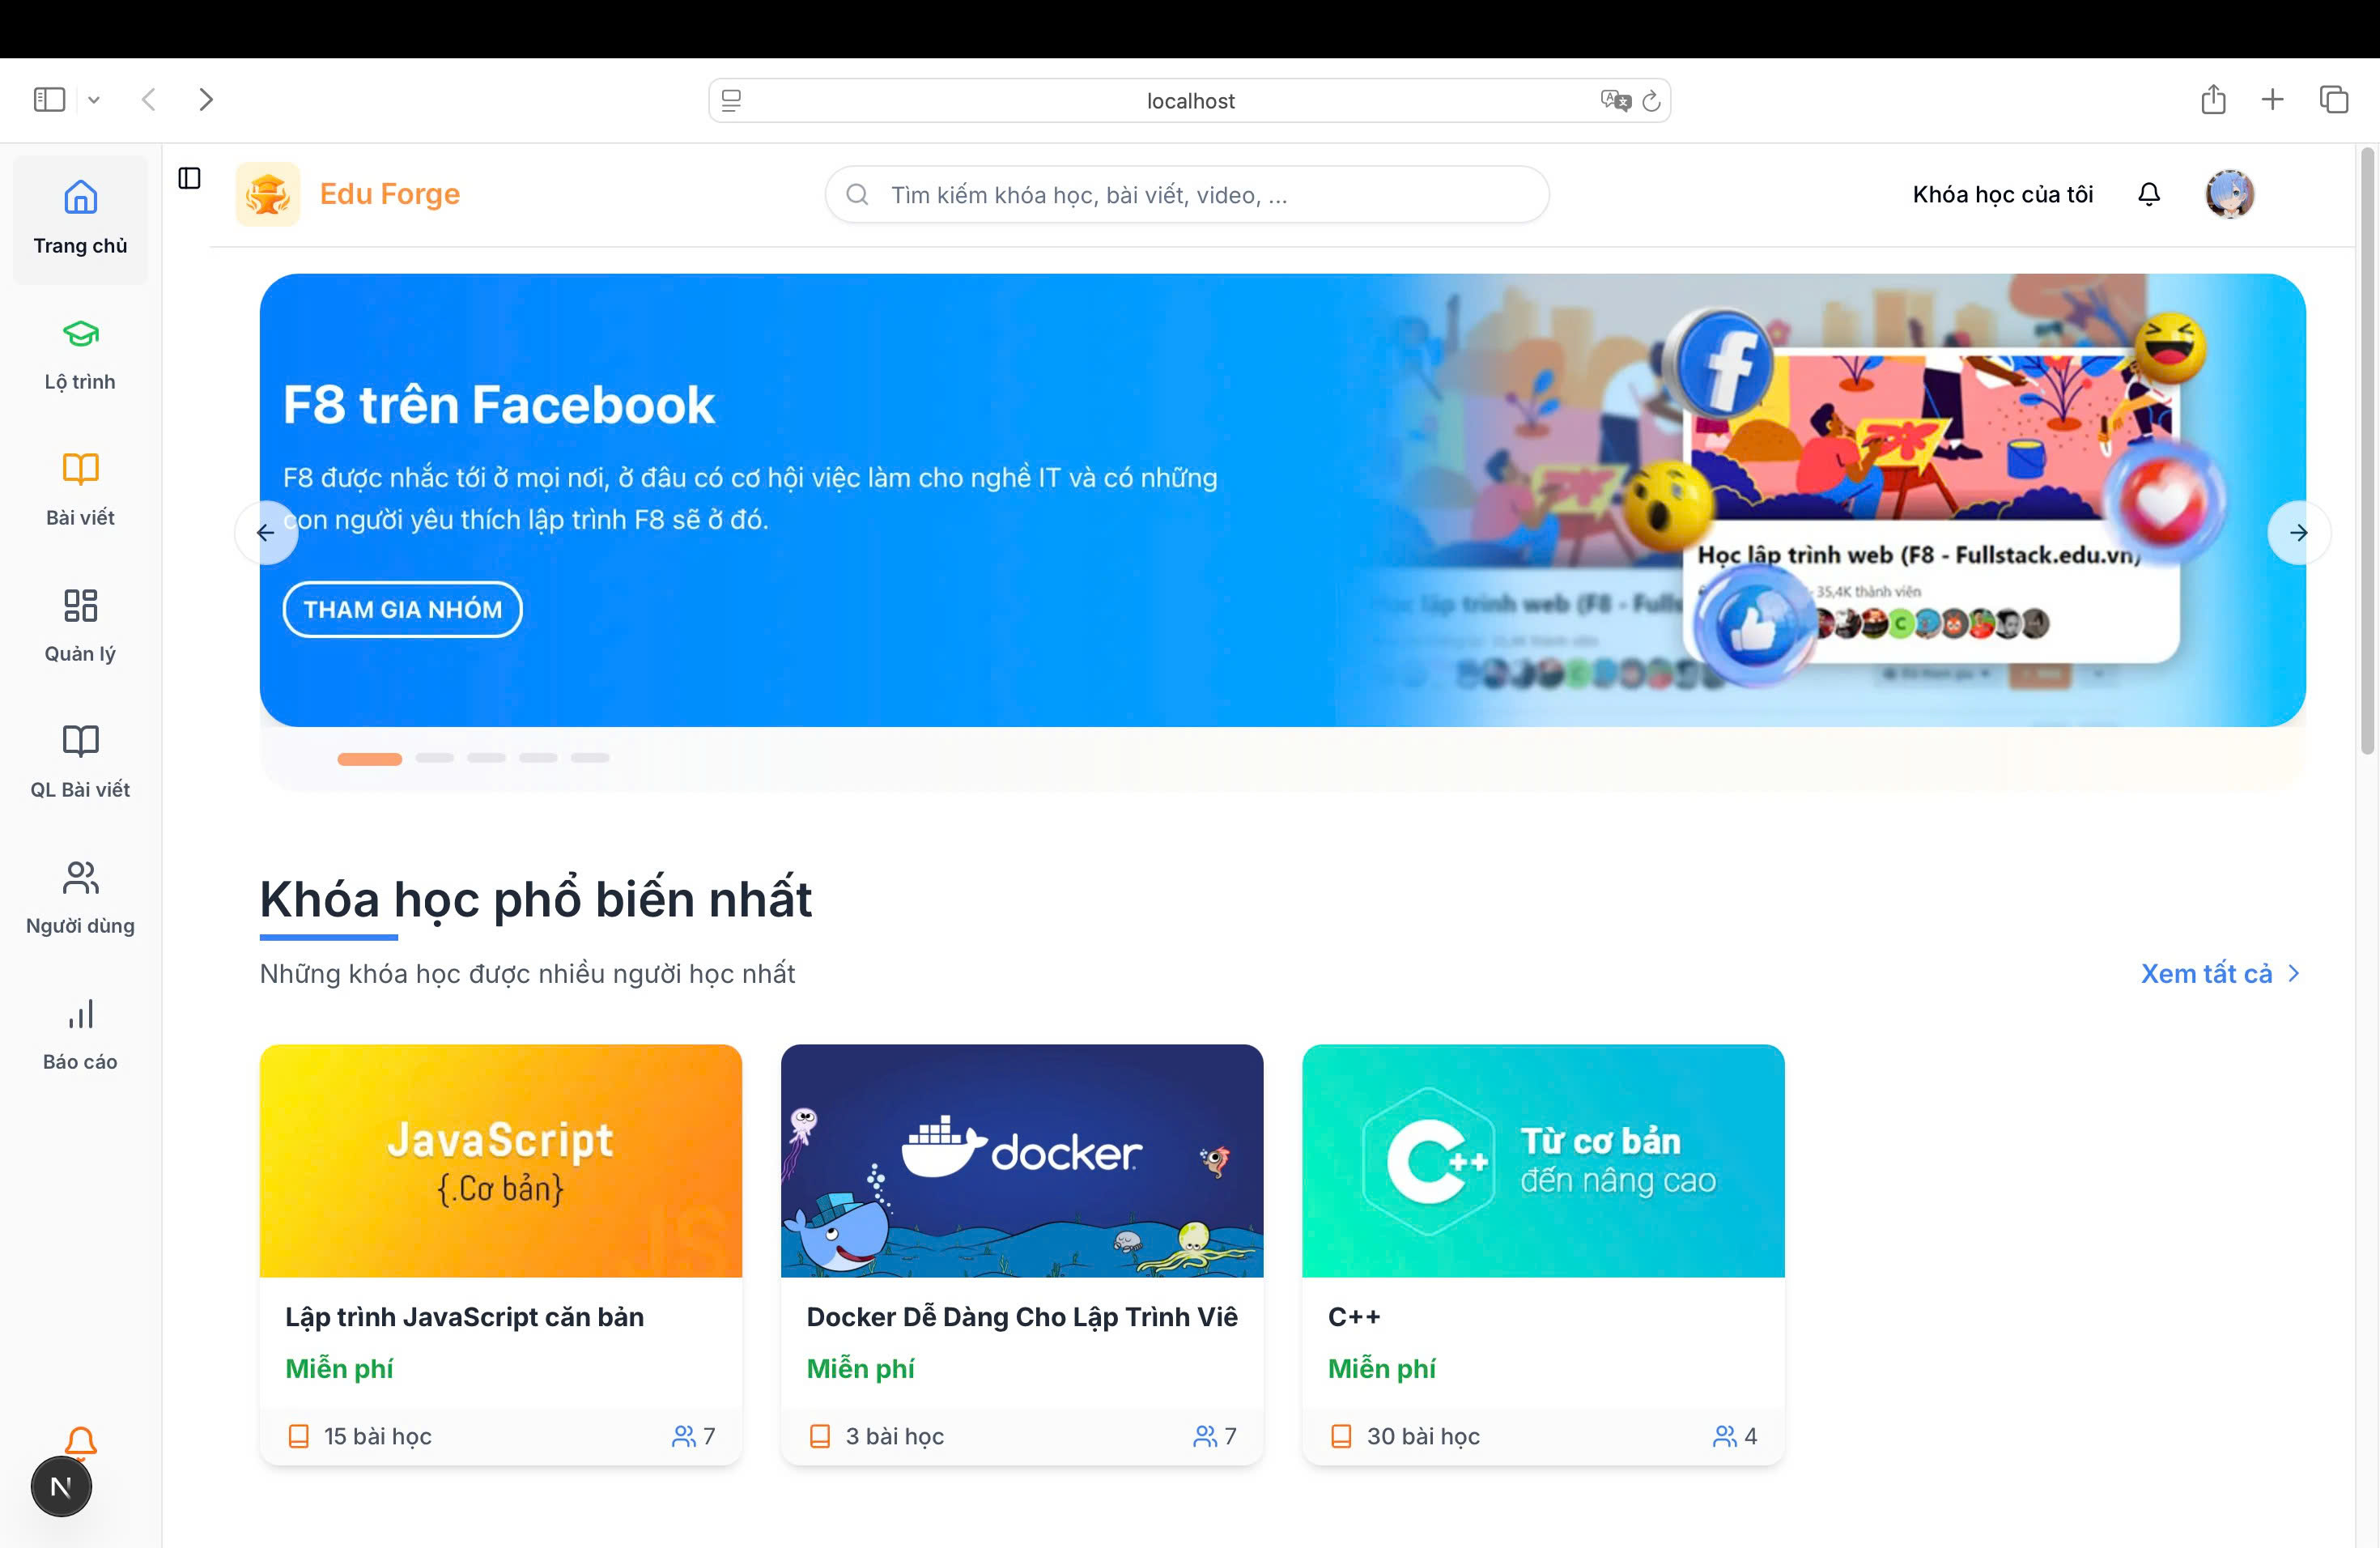 localhost
Trang chủ
Lộ trình
Bài viết
Quản lý
QL Bài viết
Người dùng
Báo cáo
N
Edu Forge
Tìm kiếm khóa học, bài viết, video, ...
Khóa học của tôi
F8 trên Facebook
F8 được nhắc tới ở mọi nơi, ở đâu có cơ hội việc làm cho nghề IT và có những
con người yêu thích lập trình F8 sẽ ở đó.
THAM GIA NHÓM
Học lập trình web (F8 - Fullstack.edu.vn)
35,4K thành viên
Khóa học phổ biến nhất
Những khóa học được nhiều người học nhất
Xem tất cả
JavaScript
{.Cơ bản}
JS
Lập trình JavaScript căn bản
Miễn phí
15 bài học
7
docker
Docker Dễ Dàng Cho Lập Trình Viê
Miễn phí
3 bài học
7
C++
Từ cơ bản
đến nâng cao
C++
Miễn phí
30 bài học
4